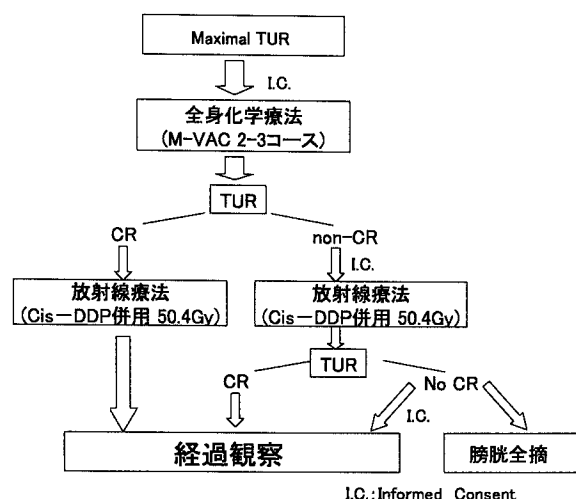 Maximal TUR
I.C.
全身化学療法
(M-VAC 2-3コース)
TUR
CR
non-CR
I.C.
放射線療法
(Cis-DDP併用 50.4Gy)
放射線療法
(Cis-DDP併用 50.4Gy)
TUR
CR
No CR
I.C.
経過観察
膀胱全摘
I.C.:Informed Consent